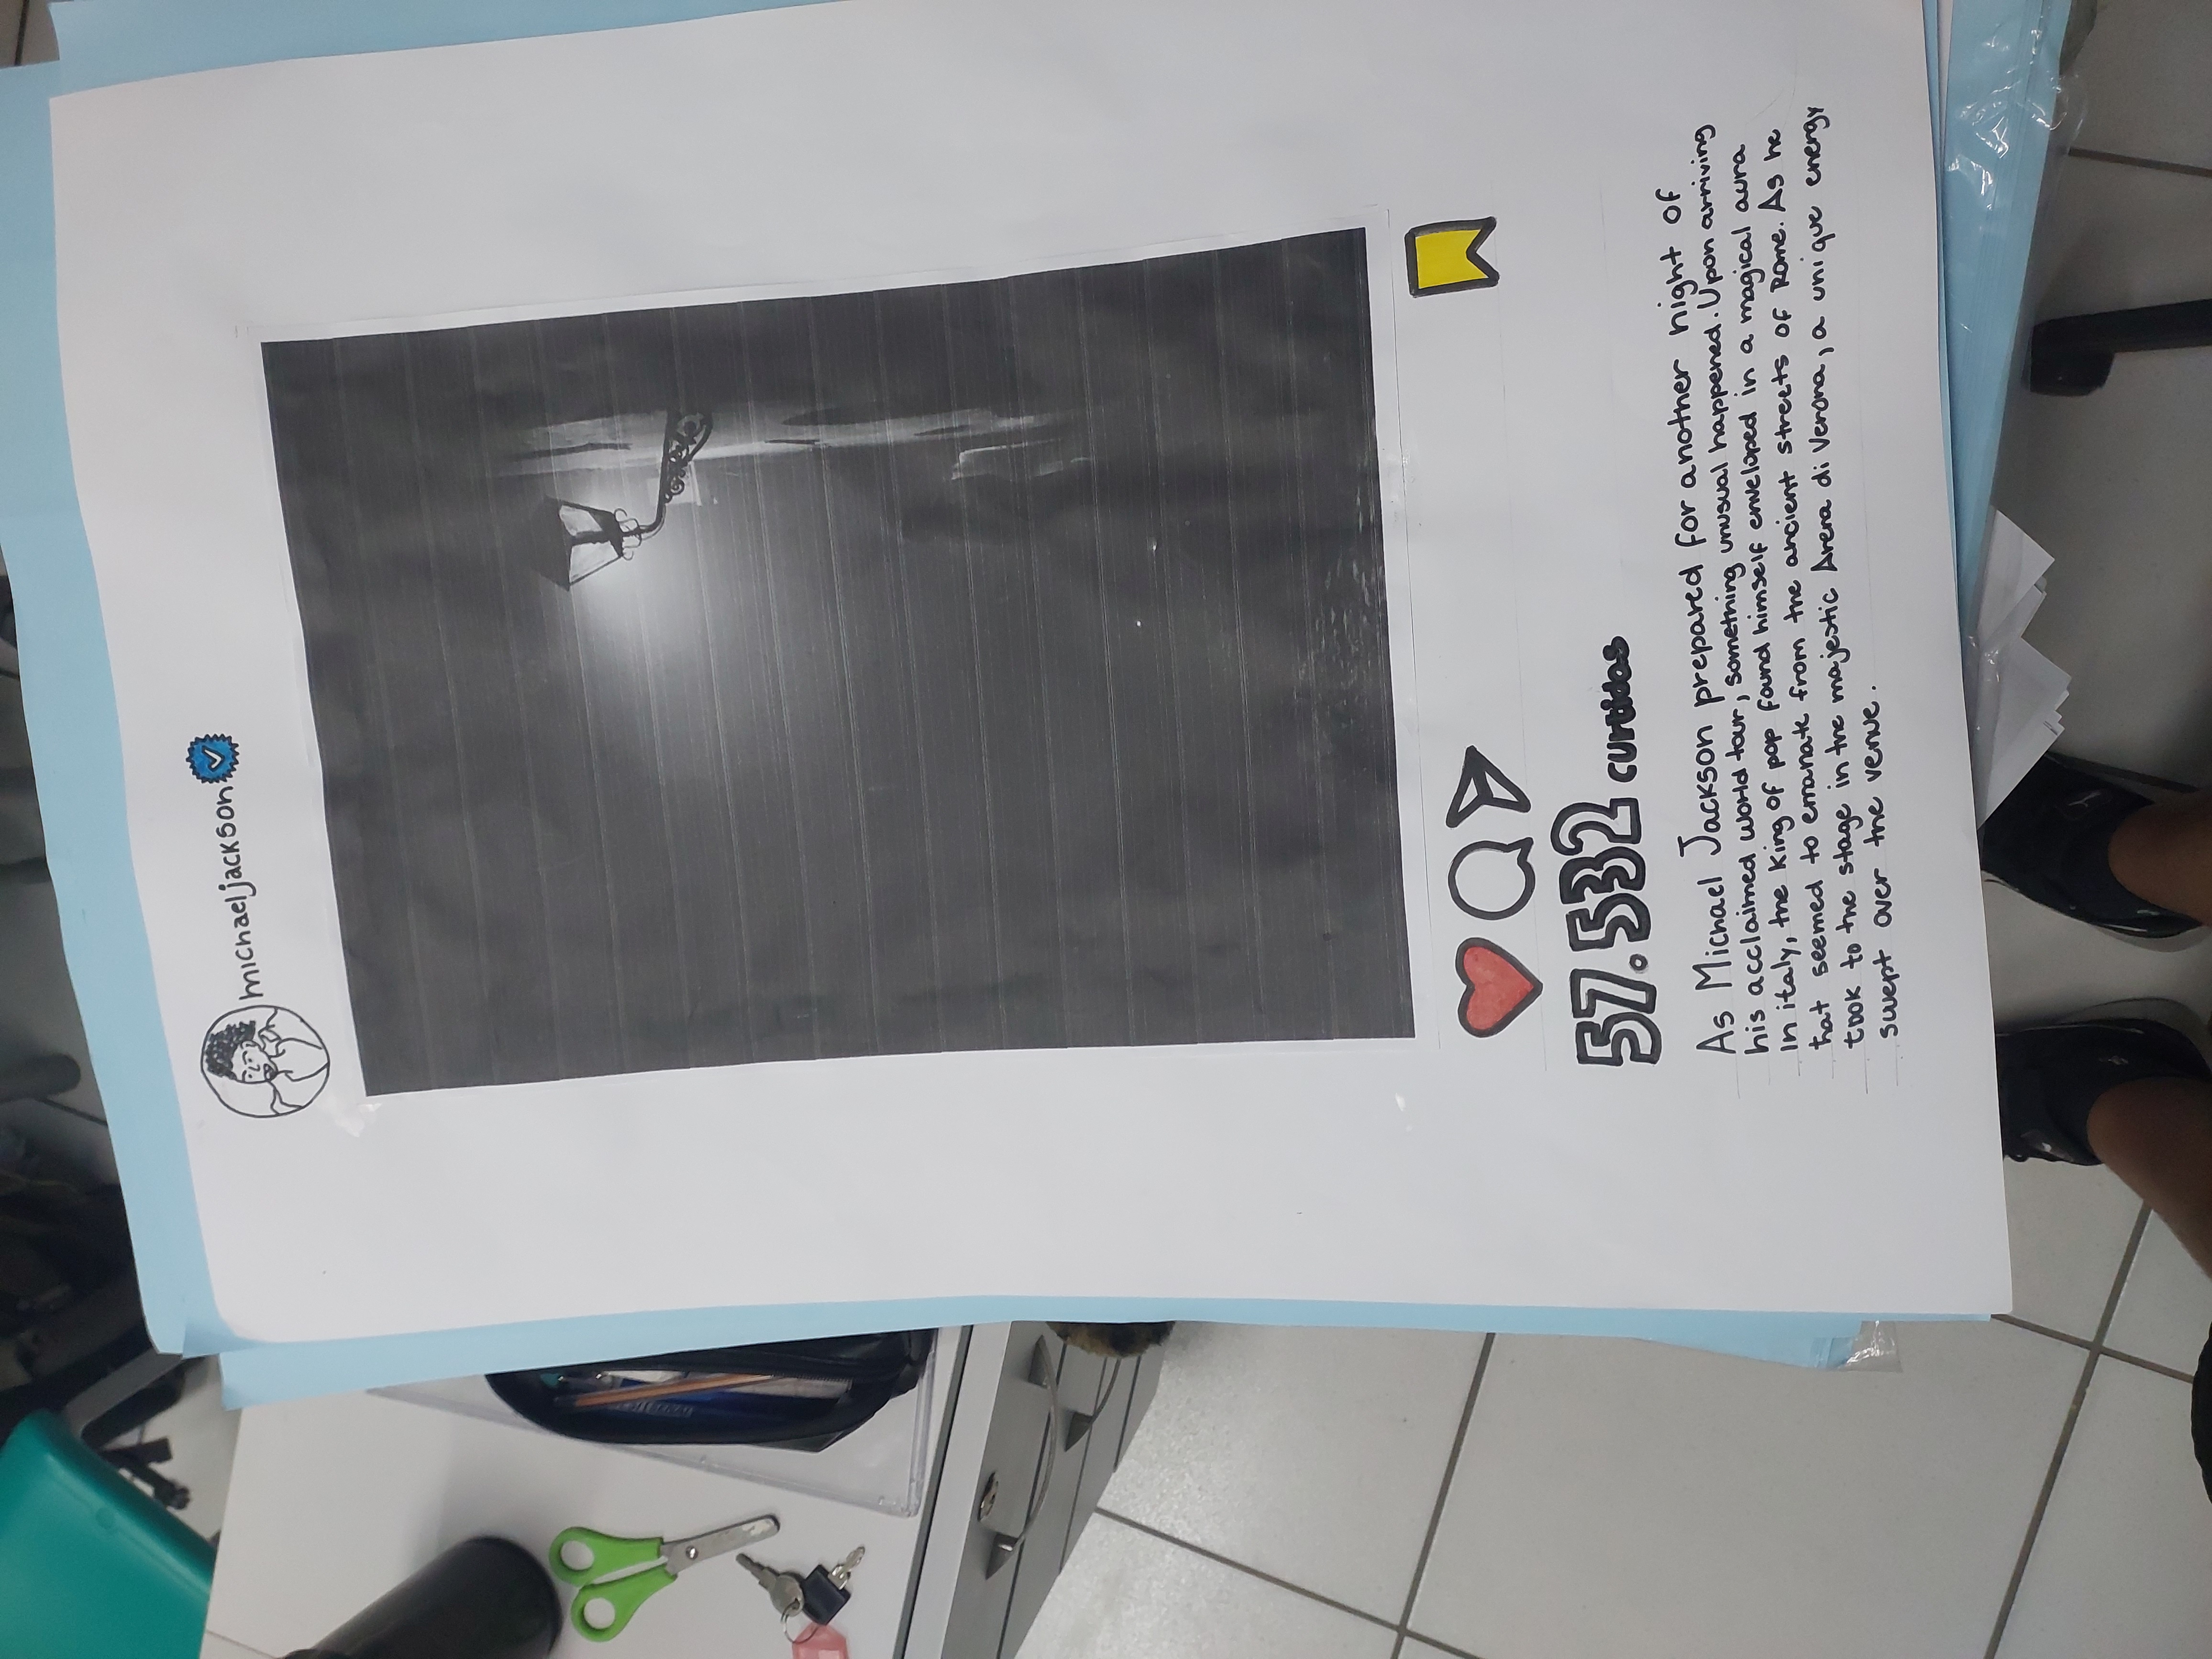 michaeljackson
57.532 curtidas
As Michael Jackson prepared for another night of
his acclaimed world tour, something unusual happened. Upon arriving
In italy, the King of pop found himself enveloped in a magical aura
that seemed to emanate from the ancient streets of Rome. As he
took to the stage in the majestic Arena di Verona, a unique energy
swept over the venue.